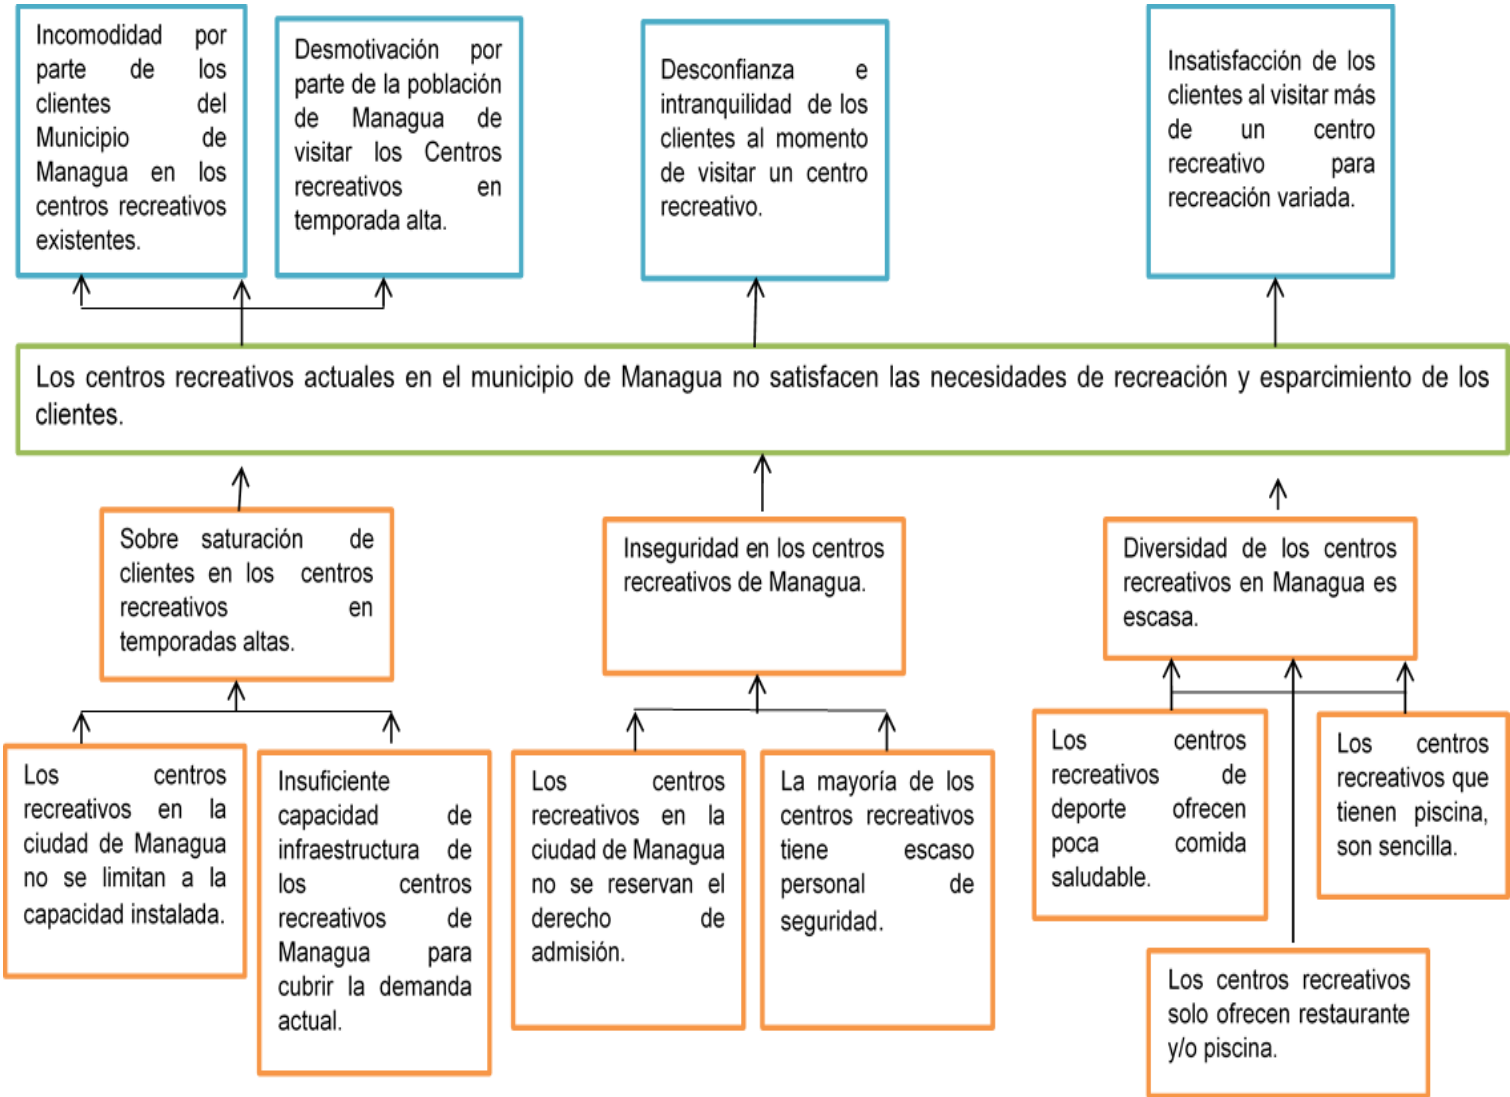 Incomodidad por
parte de los
clientes del
Municipio de
Managua en los
centros recreativos
existentes.
Desmotivación por
parte de la población
de Managua de
visitar los Centros
recreativos en
temporada alta.
Desconfianza e
intranquilidad de los
clientes al momento
de visitar un centro
recreativo.
Insatisfacción de los
clientes al visitar más
de un centro
recreativo para
recreación variada.
Los centros recreativos actuales en el municipio de Managua no satisfacen las necesidades de recreación y esparcimiento de los
clientes.
Sobre saturación de
clientes en los centros
recreativos en
temporadas altas.
Inseguridad en los centros
recreativos de Managua.
Diversidad de los centros
recreativos en Managua es
escasa.
Los centros
recreativos en la
ciudad de Managua
no se limitan a la
capacidad instalada.
Insuficiente
capacidad de
infraestructura de
los centros
recreativos de
Managua para
cubrir la demanda
actual.
Los centros
recreativos en la
ciudad de Managua
no se reservan el
derecho de
admisión.
La mayoría de los
centros recreativos
tiene escaso
personal de
seguridad.
Los centros
recreativos de
deporte ofrecen
poca comida
saludable.
Los centros
recreativos que
tienen piscina,
son sencilla.
Los centros recreativos
solo ofrecen restaurante
y/o piscina.